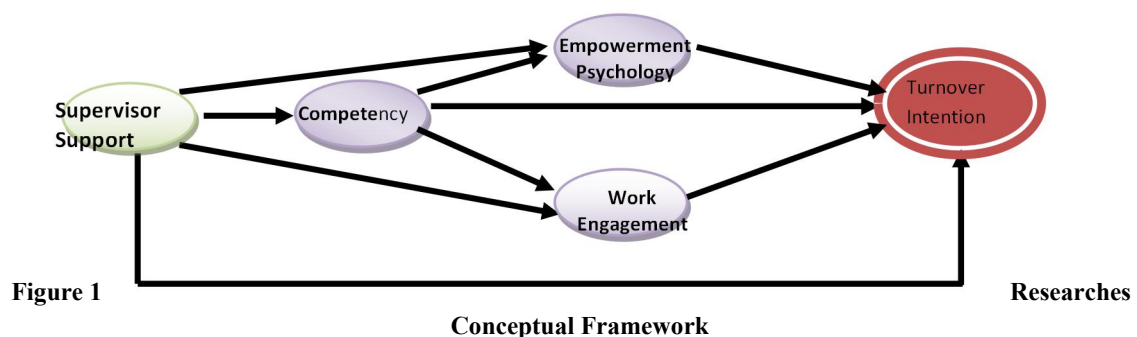 Empowerment
Psychology
Supervisor
Support
Competency
Turnover
Intention
Work
Engagement
Figure 1 Researches
Conceptual Framework